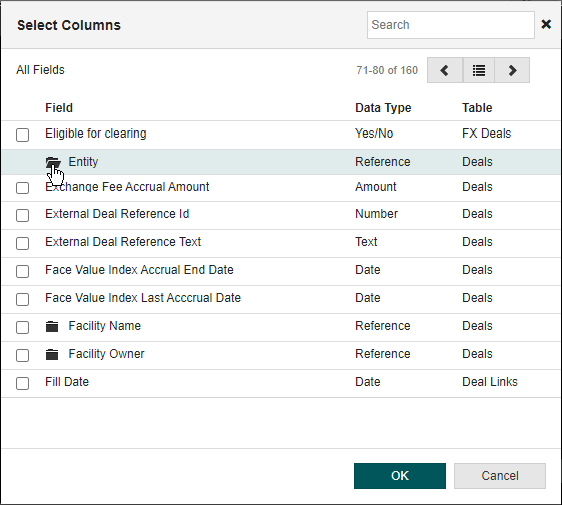 Select Columns
Search
All Fields
71-80 of 160
Field Data Type Table
Eligible for clearing Yes/No FX Deals
Entity Reference Deals
Exchange Fee Accrual Amount Amount Deals
External Deal Reference Id Number Deals
External Deal Reference Text Text Deals
Face Value Index Accrual End Date Date Deals
Face Value Index Last Acccrual Date Date Deals
Facility Name Reference Deals
Facility Owner Reference Deals
Fill Date Date Deal Links
OK Cancel